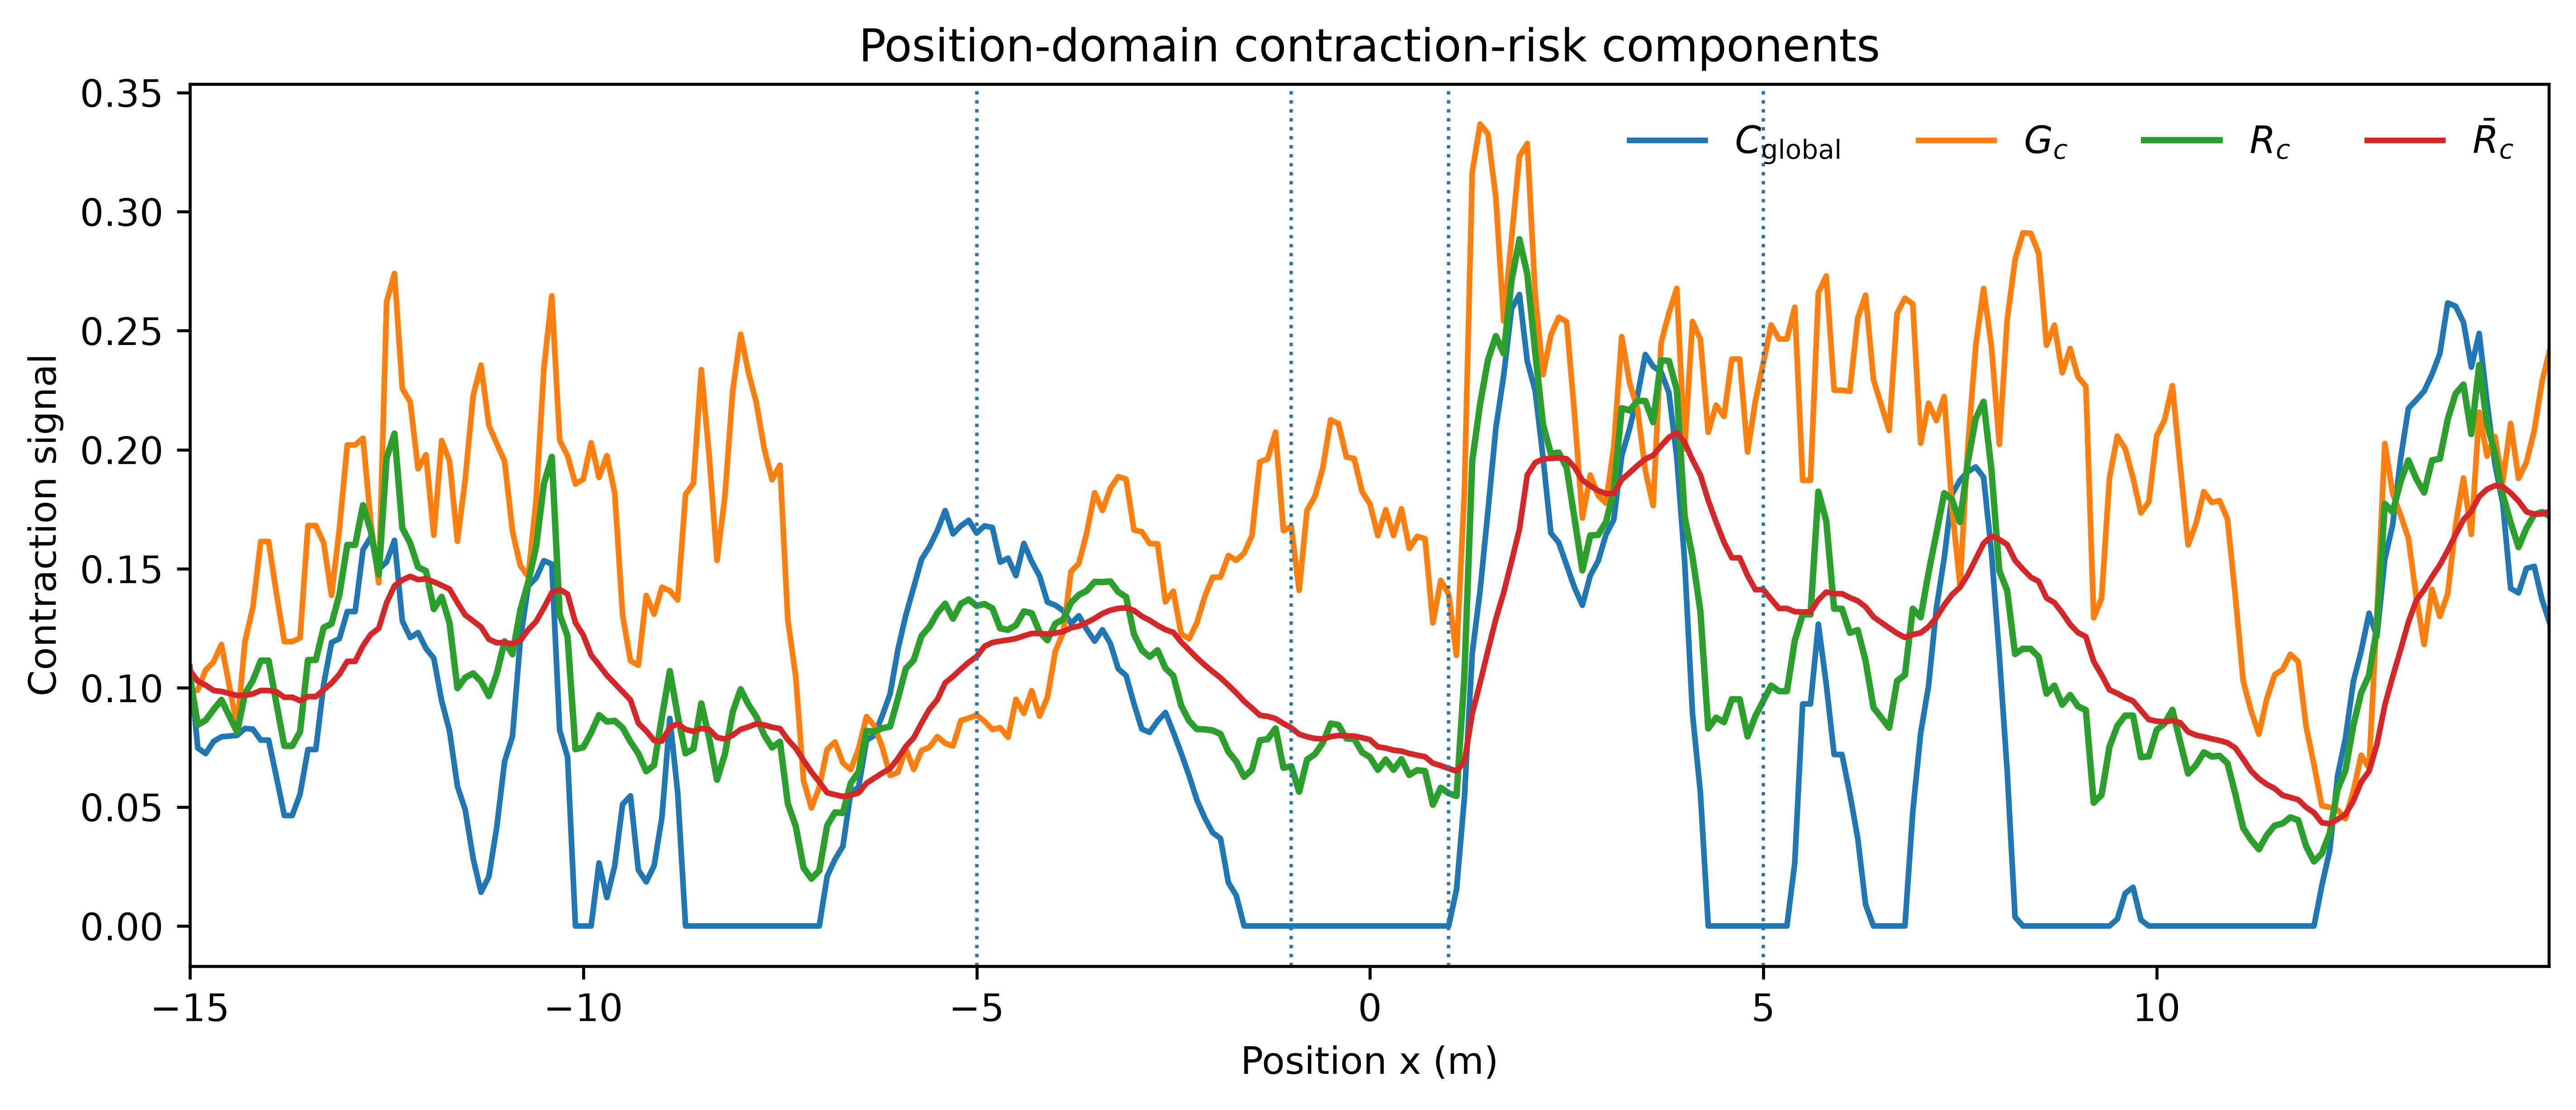 Position-domain contraction-risk components
C_global G_c R_c R̄_c
Contraction signal
0.35
0.30
0.25
0.20
0.15
0.10
0.05
0.00
−15 −10 −5 0 5 10
Position x (m)